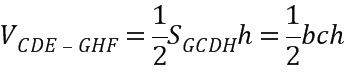 V_{CDE – GHF} = \frac{1}{2} S_{GCDH} h = \frac{1}{2} bch